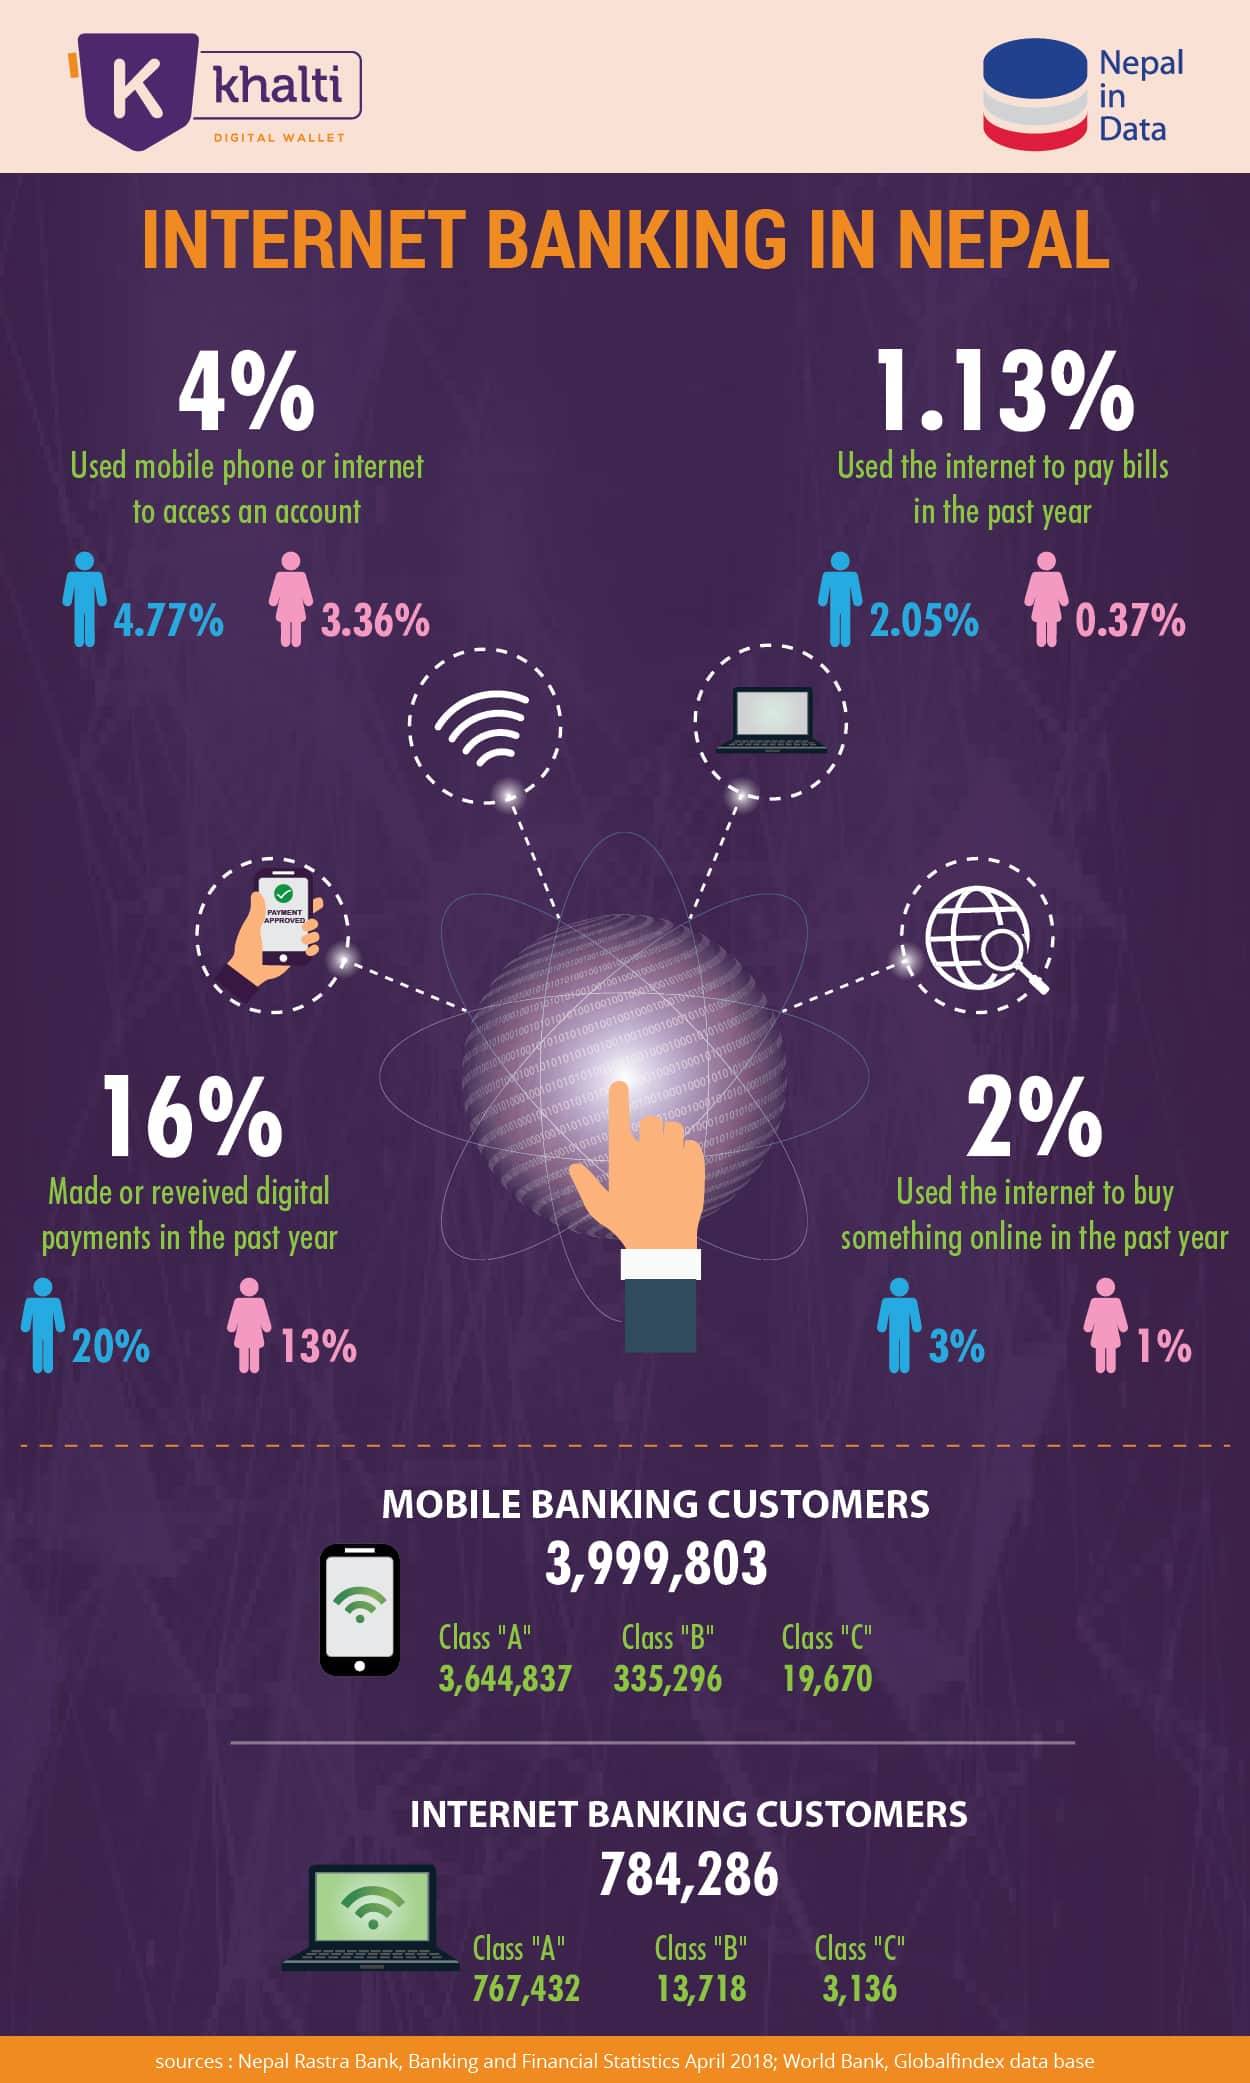 K khalti
DIGITAL WALLET
Nepal
in
Data
INTERNET BANKING IN NEPAL
4%
Used mobile phone or internet
to access an account
4.77% 3.36%
1.13%
Used the internet to pay bills
in the past year
2.05% 0.37%
PAYMENT
APPROVED
16%
Made or reveived digital
payments in the past year
20% 13%
2%
Used the internet to buy
something online in the past year
3% 1%
MOBILE BANKING CUSTOMERS
3,999,803
Class "A" Class "B" Class "C"
3,644,837 335,296 19,670
INTERNET BANKING CUSTOMERS
784,286
Class "A" Class "B" Class "C"
767,432 13,718 3,136
sources : Nepal Rastra Bank, Banking and Financial Statistics April 2018; World Bank, Globalfindex data base